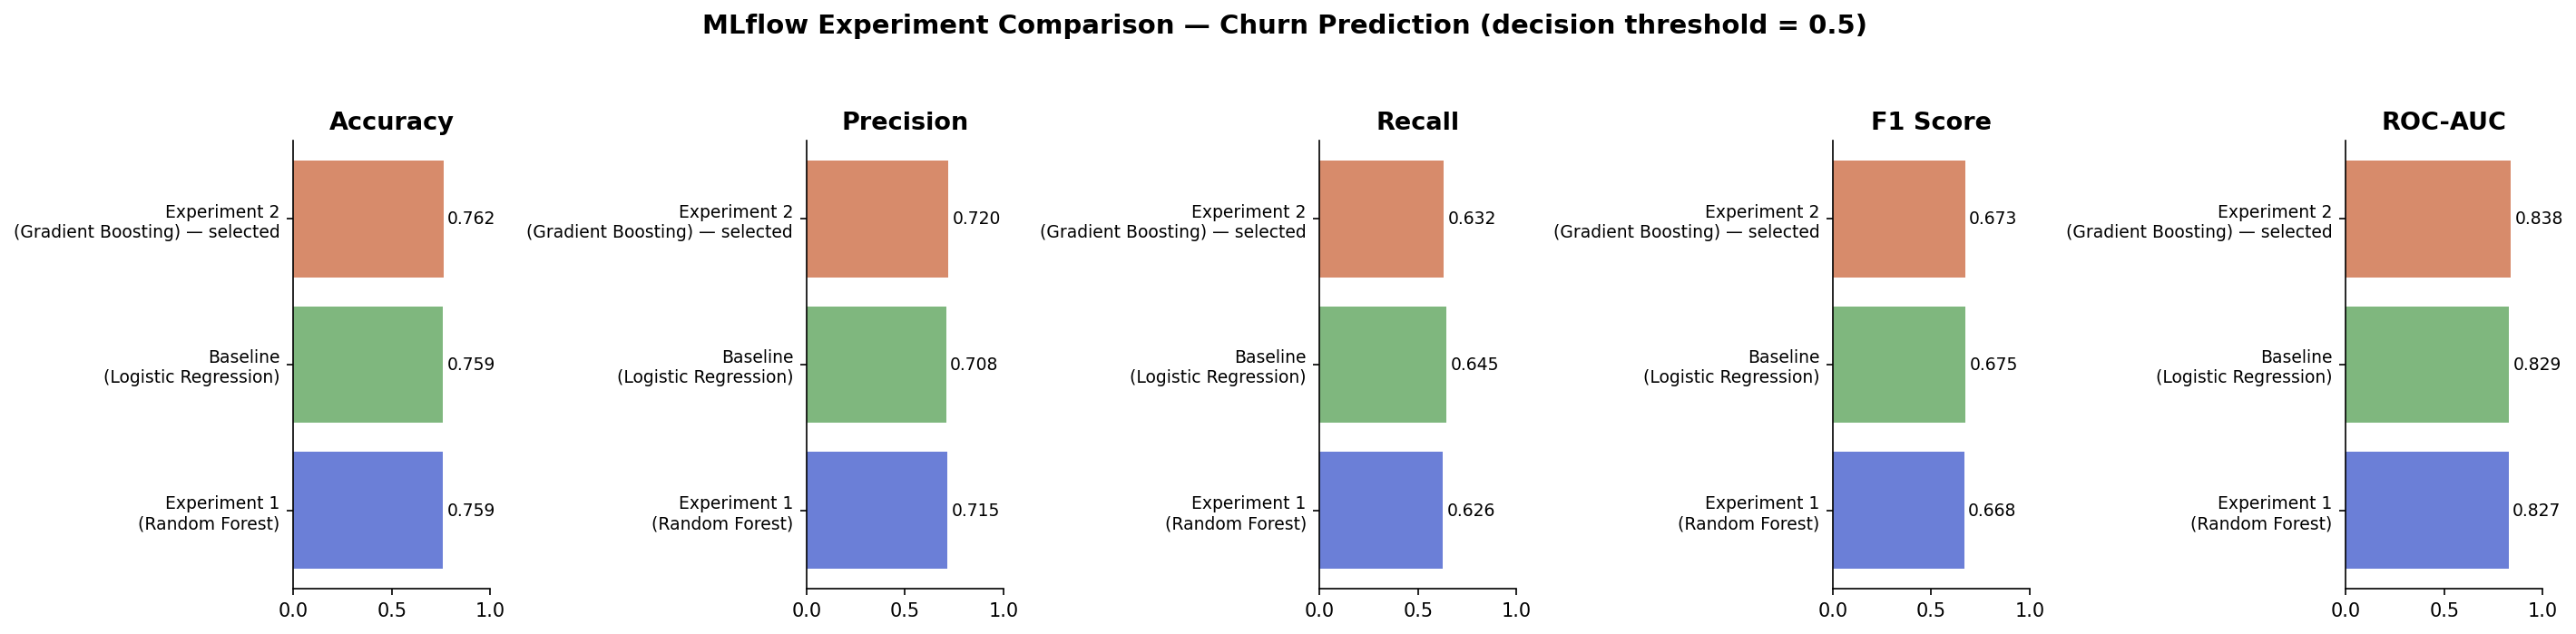 MLflow Experiment Comparison — Churn Prediction (decision threshold = 0.5)
Accuracy
Experiment 2
(Gradient Boosting) — selected
0.762
Baseline
(Logistic Regression)
0.759
Experiment 1
(Random Forest)
0.759
0.0 0.5 1.0
Precision
Experiment 2
(Gradient Boosting) — selected
0.720
Baseline
(Logistic Regression)
0.708
Experiment 1
(Random Forest)
0.715
0.0 0.5 1.0
Recall
Experiment 2
(Gradient Boosting) — selected
0.632
Baseline
(Logistic Regression)
0.645
Experiment 1
(Random Forest)
0.626
0.0 0.5 1.0
F1 Score
Experiment 2
(Gradient Boosting) — selected
0.673
Baseline
(Logistic Regression)
0.675
Experiment 1
(Random Forest)
0.668
0.0 0.5 1.0
ROC-AUC
Experiment 2
(Gradient Boosting) — selected
0.838
Baseline
(Logistic Regression)
0.829
Experiment 1
(Random Forest)
0.827
0.0 0.5 1.0